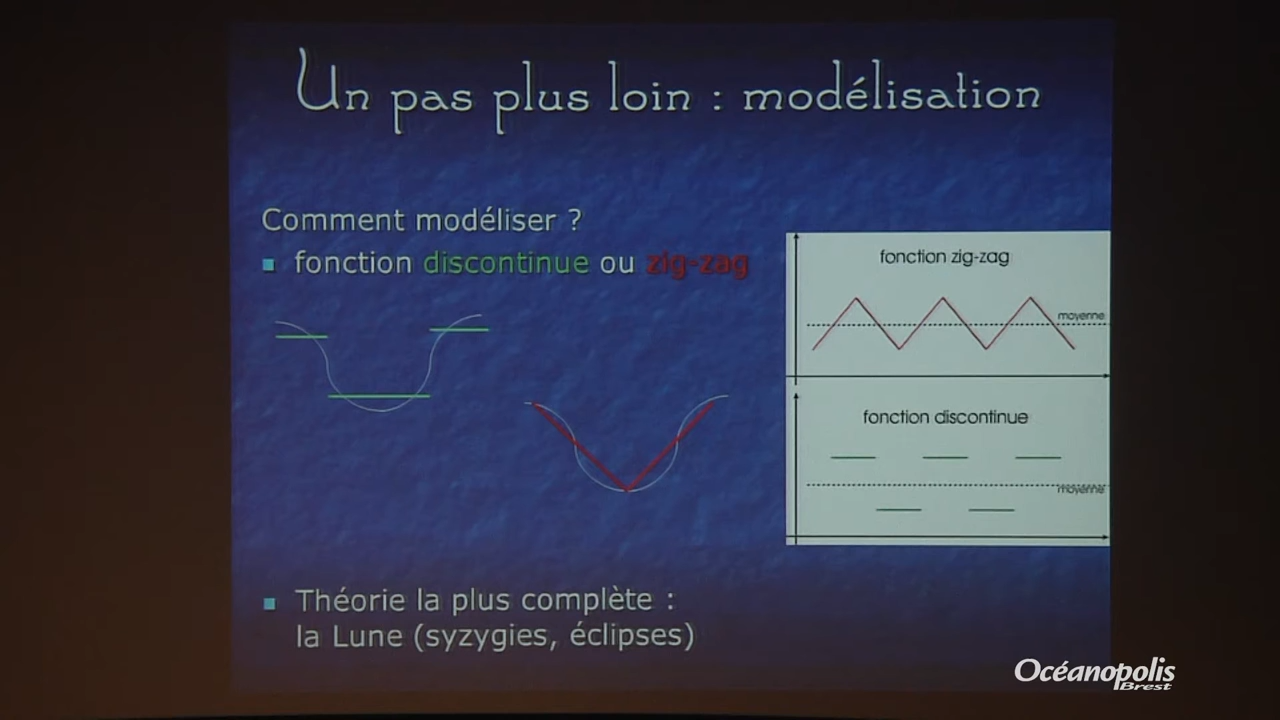 Un pas plus loin : modélisation
Comment modéliser ?
fonction discontinue ou zig-zag
fonction zig-zag
moyenne
fonction discontinue
moyenne
Théorie la plus complète :
la Lune (syzygies, éclipses)
Océanopolis
Brest